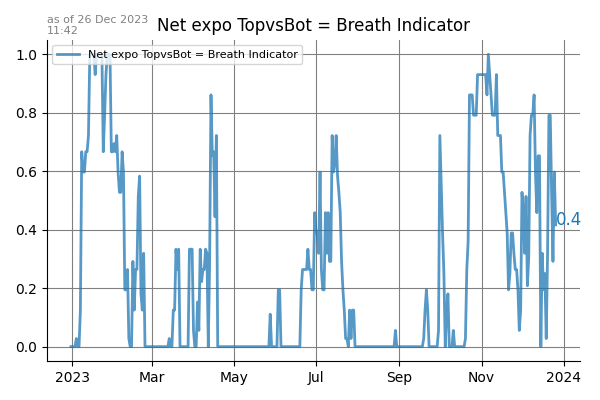 as of 26 Dec 2023
11:42
Net expo TopvsBot = Breath Indicator
Net expo TopvsBot = Breath Indicator
1.0
0.8
0.6
0.4
0.4
0.2
0.0
2023 Mar May Jul Sep Nov 2024